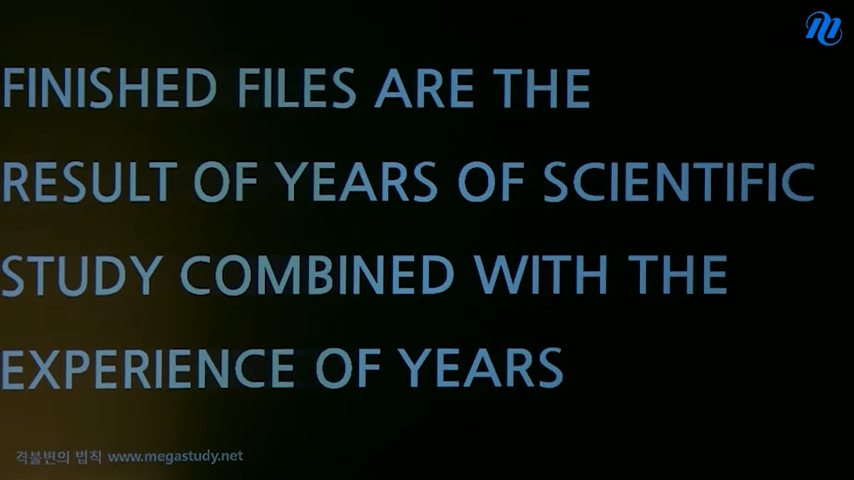 FINISHED FILES ARE THE
RESULT OF YEARS OF SCIENTIFIC
STUDY COMBINED WITH THE
EXPERIENCE OF YEARS
격불변의 법칙 www.megastudy.net